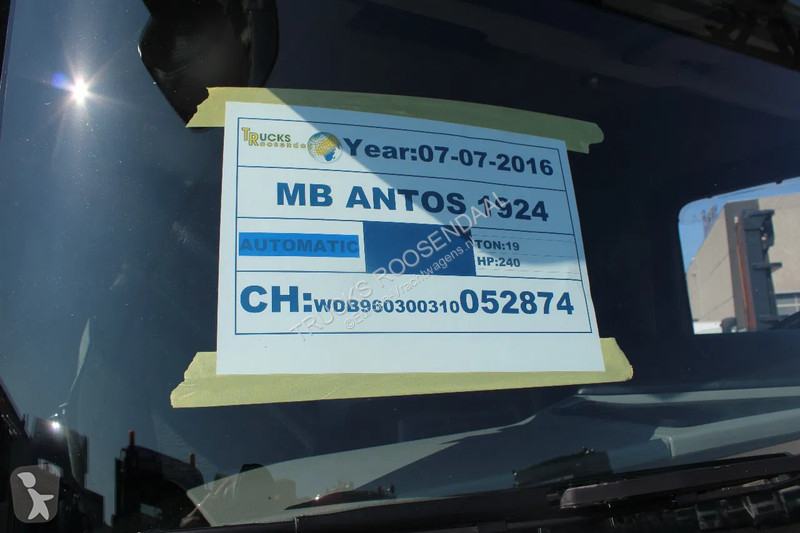 TRUCKS
Roosendaal
Year:07-07-2016
MB ANTOS 1924
AUTOMATIC
TON:19
HP:240
CH:WDB960300310052874
TRUCKS ROOSENDAAL